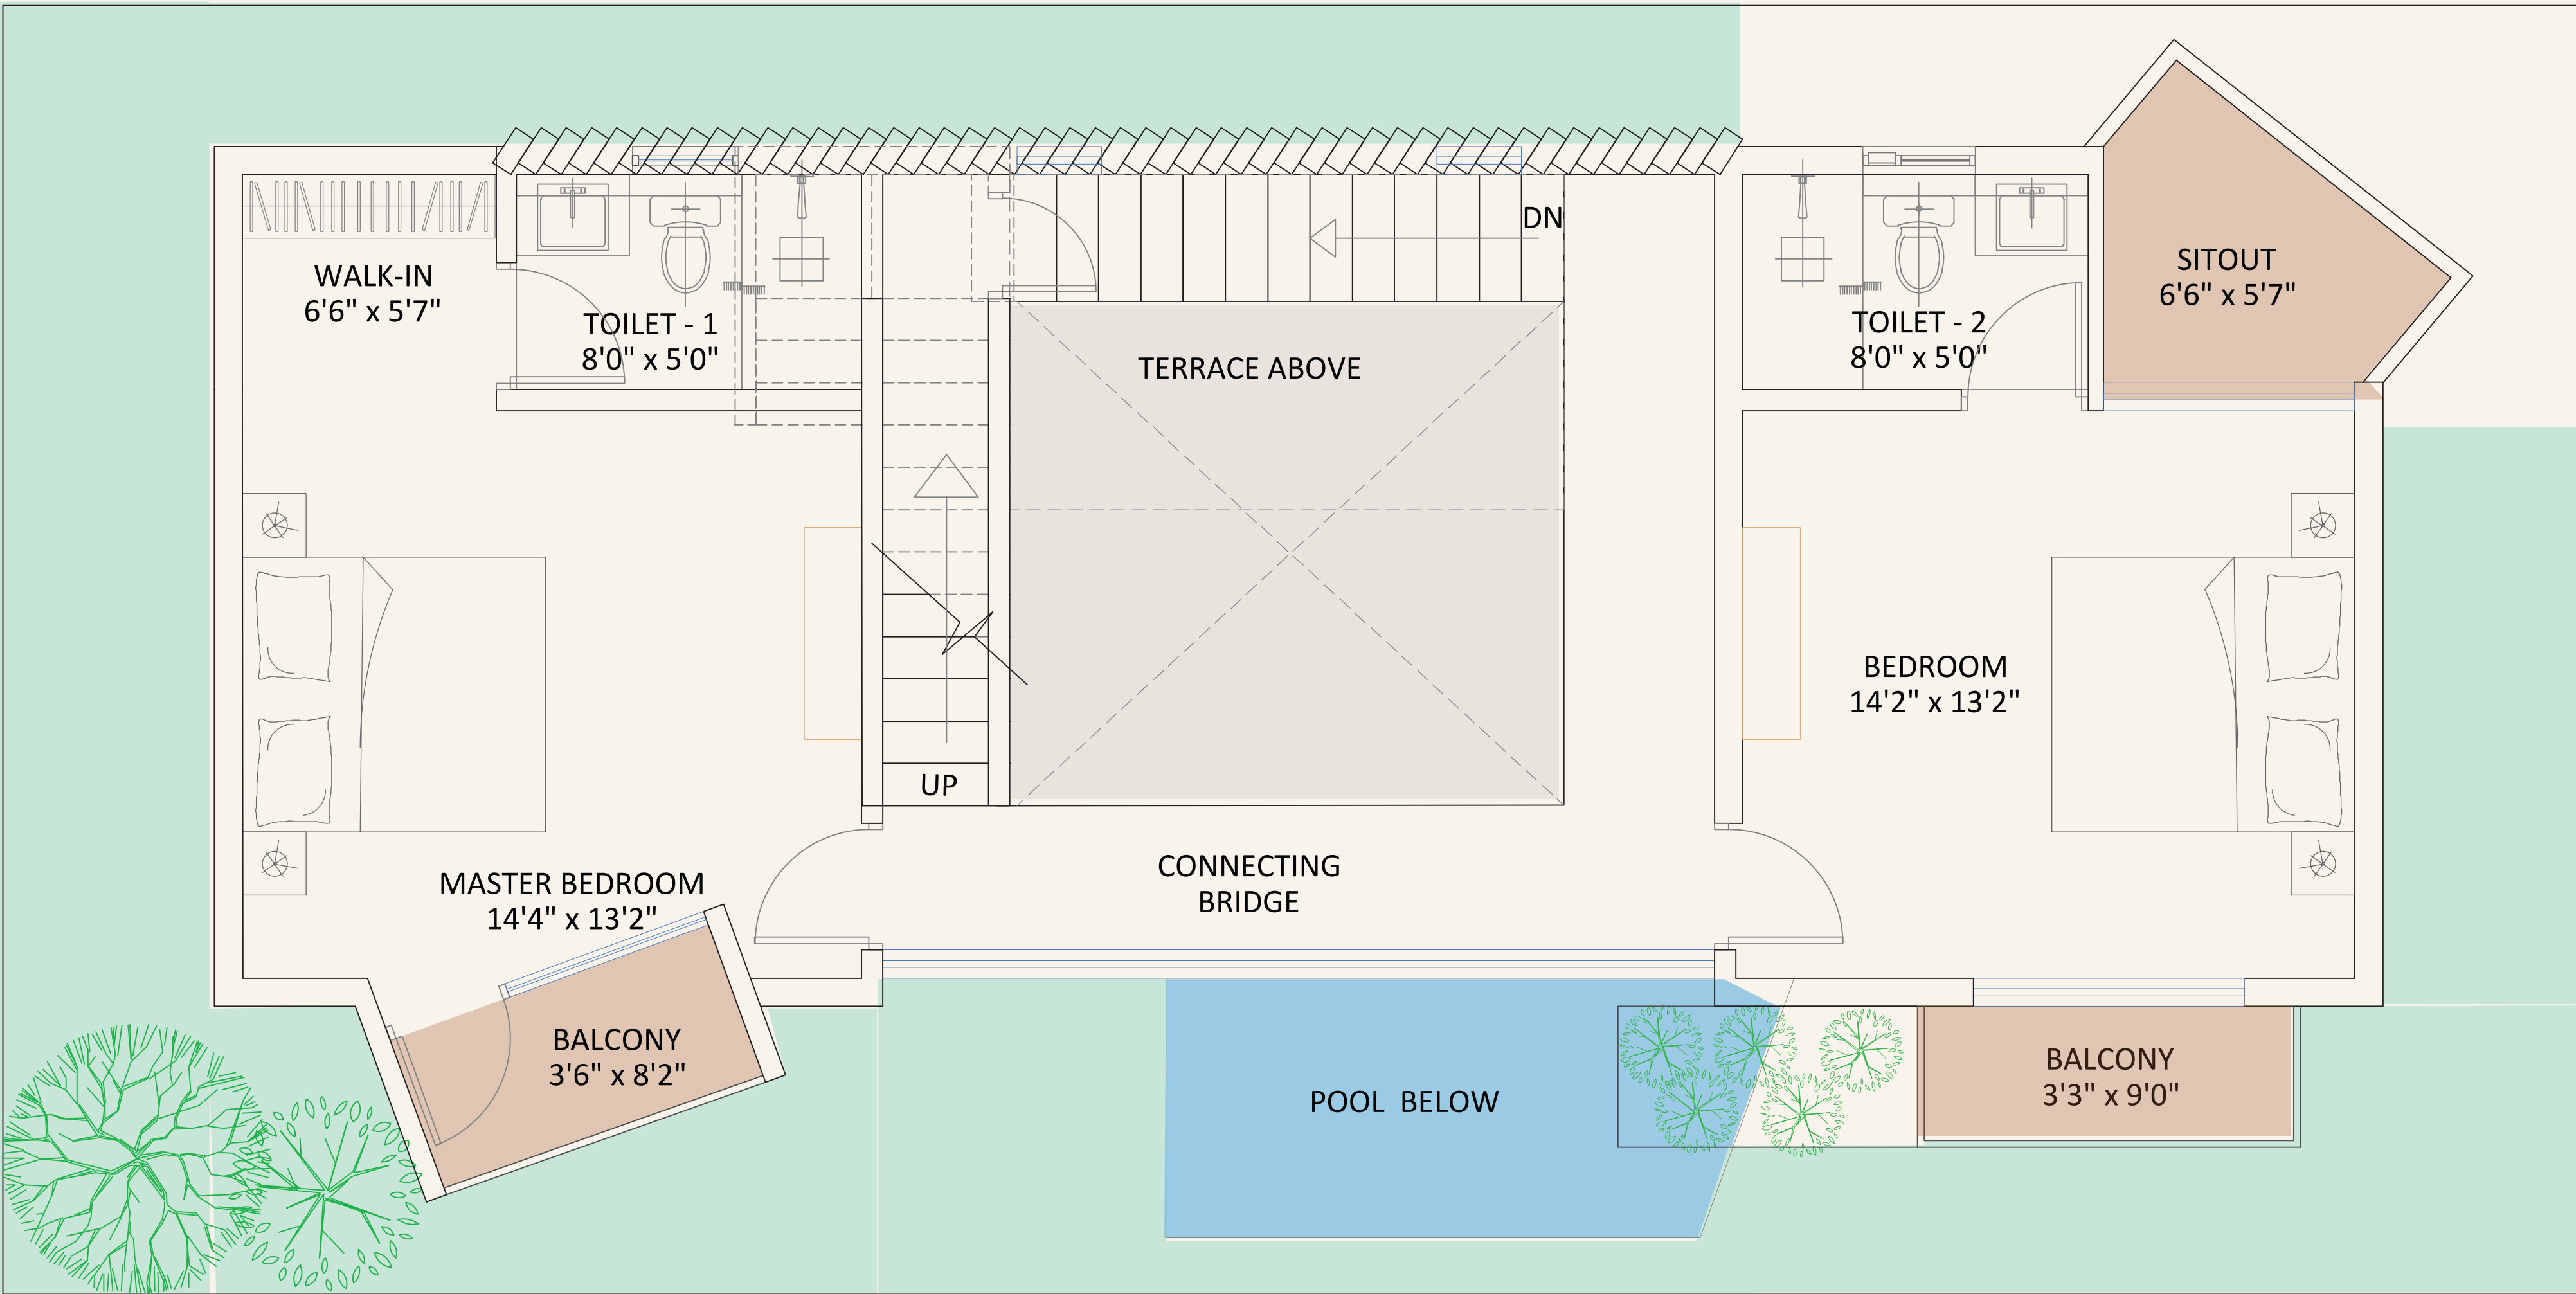 DN
WALK-IN
6'6" x 5'7"
TOILET - 1
8'0" x 5'0"
TERRACE ABOVE
TOILET - 2
8'0" x 5'0"
SITOUT
6'6" x 5'7"
BEDROOM
14'2" x 13'2"
UP
MASTER BEDROOM
14'4" x 13'2"
CONNECTING
BRIDGE
BALCONY
3'6" x 8'2"
POOL BELOW
BALCONY
3'3" x 9'0"